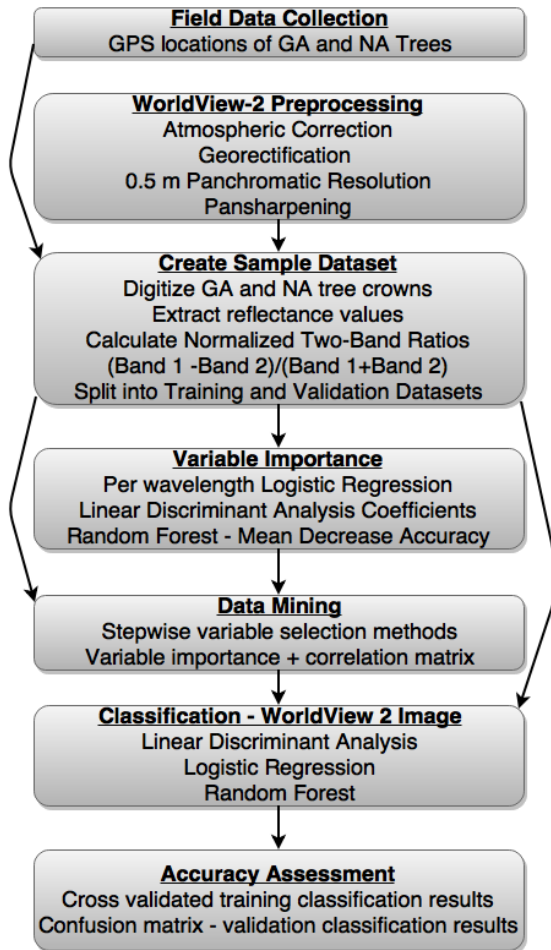 Field Data Collection
GPS locations of GA and NA Trees
WorldView-2 Preprocessing
Atmospheric Correction
Georectification
0.5 m Panchromatic Resolution
Pansharpening
Create Sample Dataset
Digitize GA and NA tree crowns
Extract reflectance values
Calculate Normalized Two-Band Ratios
(Band 1 -Band 2)/(Band 1+Band 2)
Split into Training and Validation Datasets
Variable Importance
Per wavelength Logistic Regression
Linear Discriminant Analysis Coefficients
Random Forest - Mean Decrease Accuracy
Data Mining
Stepwise variable selection methods
Variable importance + correlation matrix
Classification - WorldView 2 Image
Linear Discriminant Analysis
Logistic Regression
Random Forest
Accuracy Assessment
Cross validated training classification results
Confusion matrix - validation classification results